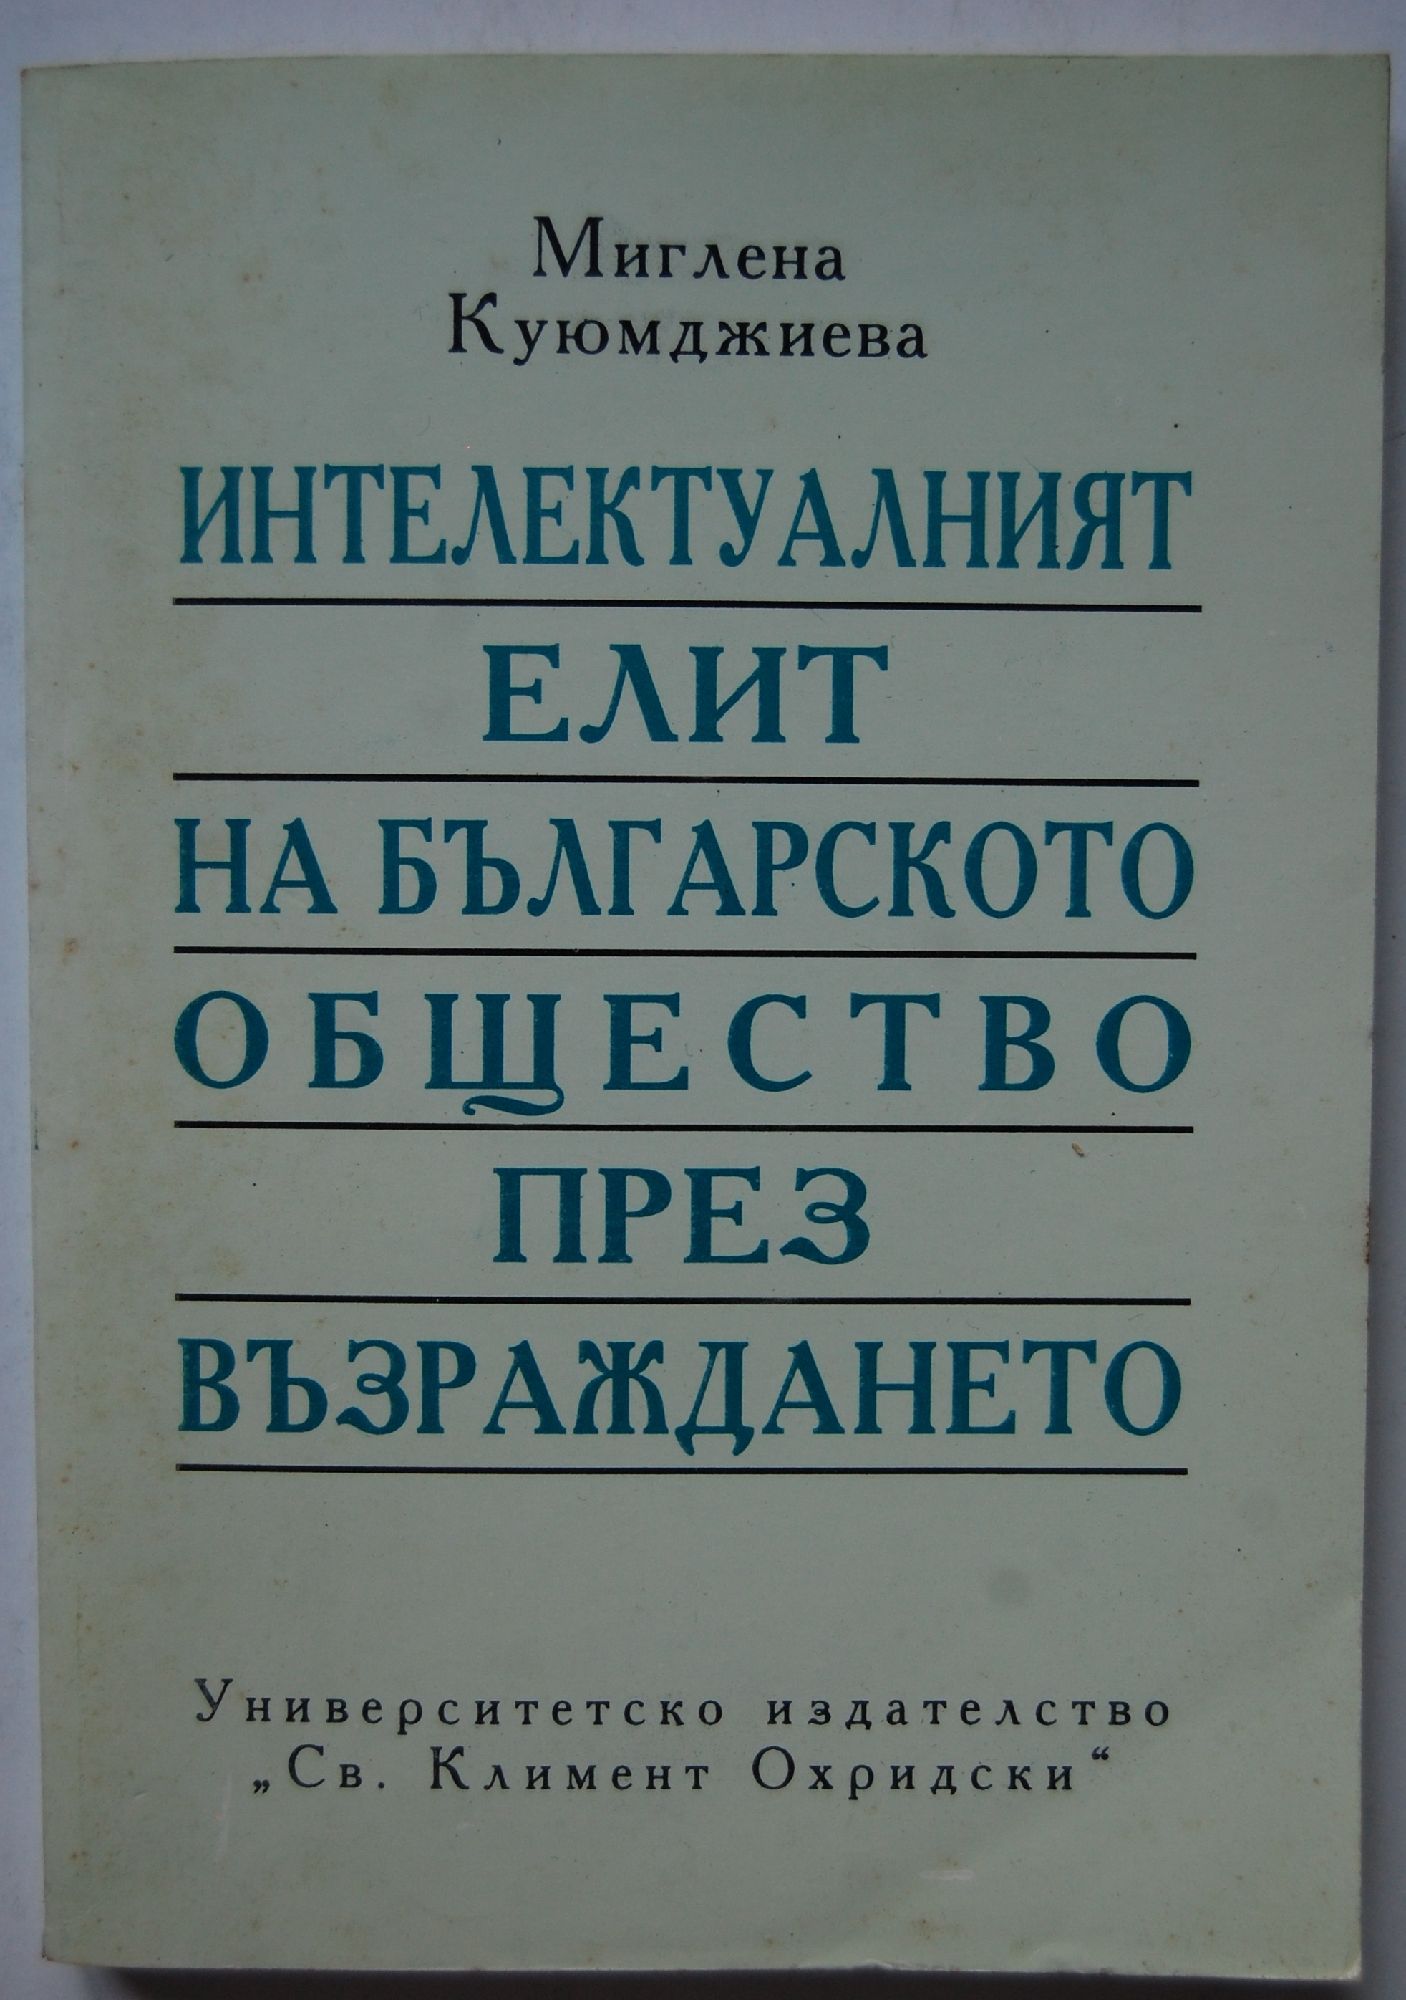 Миглена
Куюмджиева
ИНТЕЛЕКТУАЛНИЯТ
ЕЛИТ
НА БЪЛГАРСКОТО
ОБЩЕСТВО
ПРЕЗ
ВЪЗРАЖДАНЕТО
Университетско издателство
„Св. Климент Охридски“